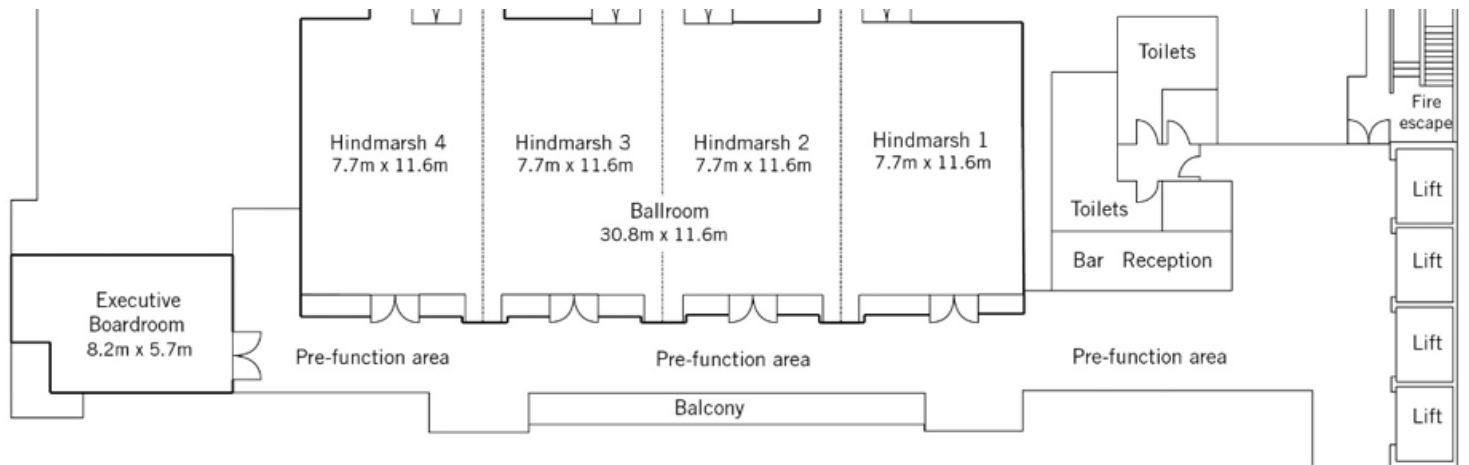 Toilets
Fire
escape
Hindmarsh 4
7.7m x 11.6m
Hindmarsh 3
7.7m x 11.6m
Hindmarsh 2
7.7m x 11.6m
Hindmarsh 1
7.7m x 11.6m
Lift
Ballroom
30.8m x 11.6m
Toilets
Bar Reception
Lift
Executive
Boardroom
8.2m x 5.7m
Lift
Pre-function area
Pre-function area
Pre-function area
Balcony
Lift